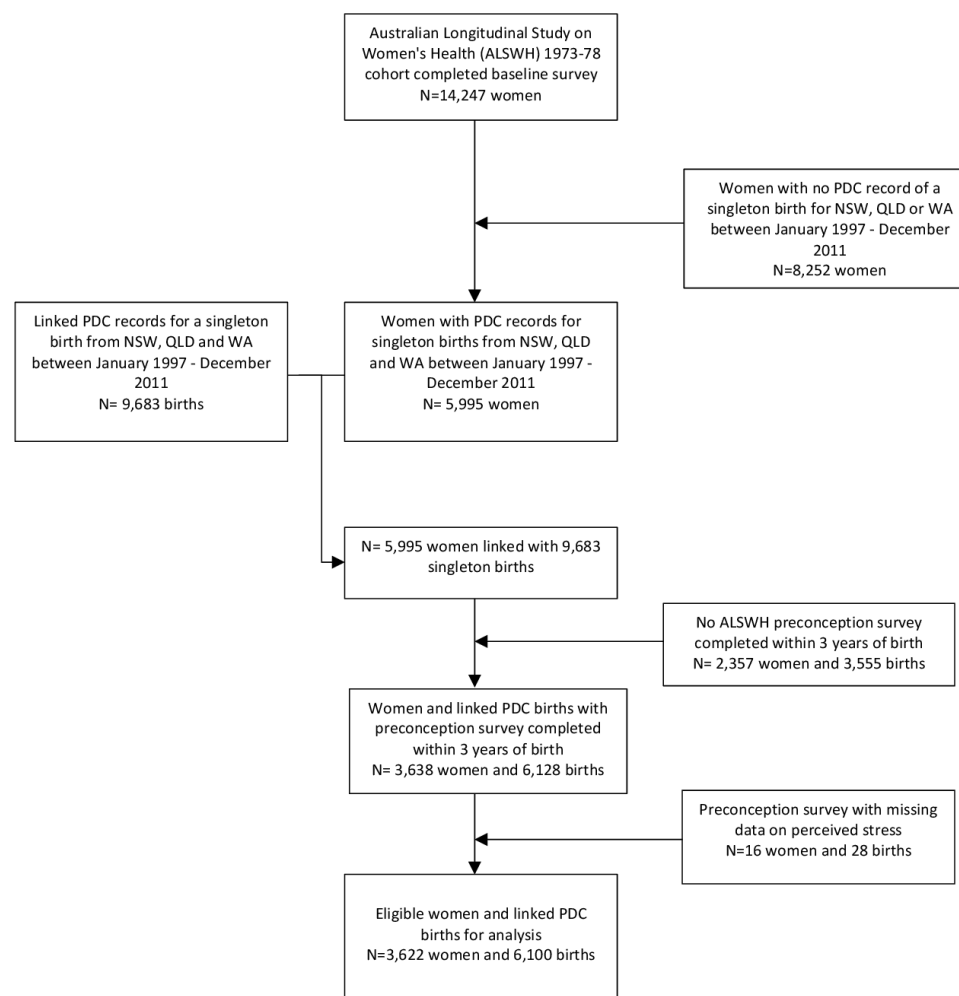 Australian Longitudinal Study on
Women's Health (ALSWH) 1973-78
cohort completed baseline survey
N=14,247 women
Women with no PDC record of a
singleton birth for NSW, QLD or WA
between January 1997 - December
2011
N=8,252 women
Linked PDC records for a singleton
birth from NSW, QLD and WA
between January 1997 - December
2011
N= 9,683 births
Women with PDC records for
singleton births from NSW, QLD
and WA between January 1997 -
December 2011
N= 5,995 women
N= 5,995 women linked with 9,683
singleton births
No ALSWH preconception survey
completed within 3 years of birth
N= 2,357 women and 3,555 births
Women and linked PDC births with
preconception survey completed
within 3 years of birth
N= 3,638 women and 6,128 births
Preconception survey with missing
data on perceived stress
N=16 women and 28 births
Eligible women and linked PDC
births for analysis
N=3,622 women and 6,100 births